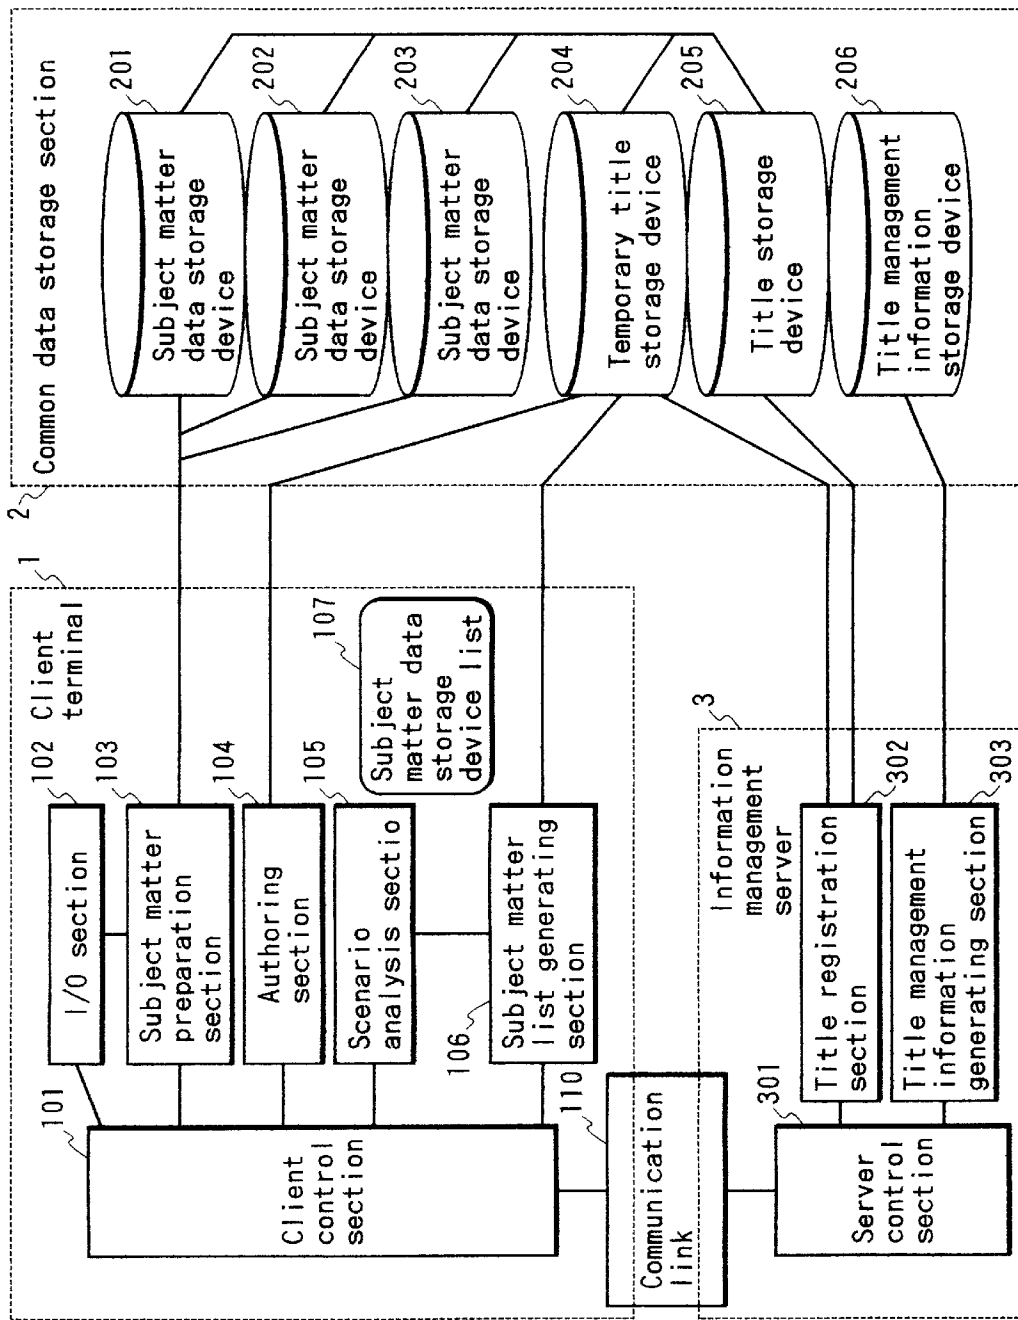 2
Common data storage section
201
Subject matter
data storage
device
202
Subject matter
data storage
device
203
Subject matter
data storage
device
204
Temporary title
storage device
205
Title storage
device
206
Title management
information
storage device
1
Client
terminal
102
I/O section
103
Subject matter
preparation
section
104
Authoring
section
105
Scenario
analysis sectio
107
Subject
matter data
storage
device list
106
Subject matter
list generating
section
101
Client
control
section
110
Communication
link
3
Information
management
server
302
Title registration
section
303
Title management
information
generating section
301
Server
control
section